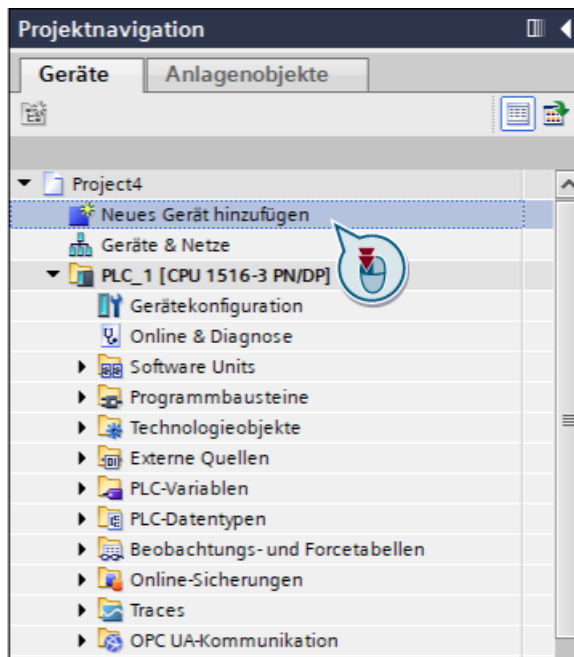 Projektnavigation
Geräte
Anlagenobjekte
Project4
Neues Gerät hinzufügen
Geräte & Netze
PLC_1 [CPU 1516-3 PN/DP]
Gerätekonfiguration
Online & Diagnose
Software Units
Programmbausteine
Technologieobjekte
Externe Quellen
PLC-Variablen
PLC-Datentypen
Beobachtungs- und Forcetabellen
Online-Sicherungen
Traces
OPC UA-Kommunikation